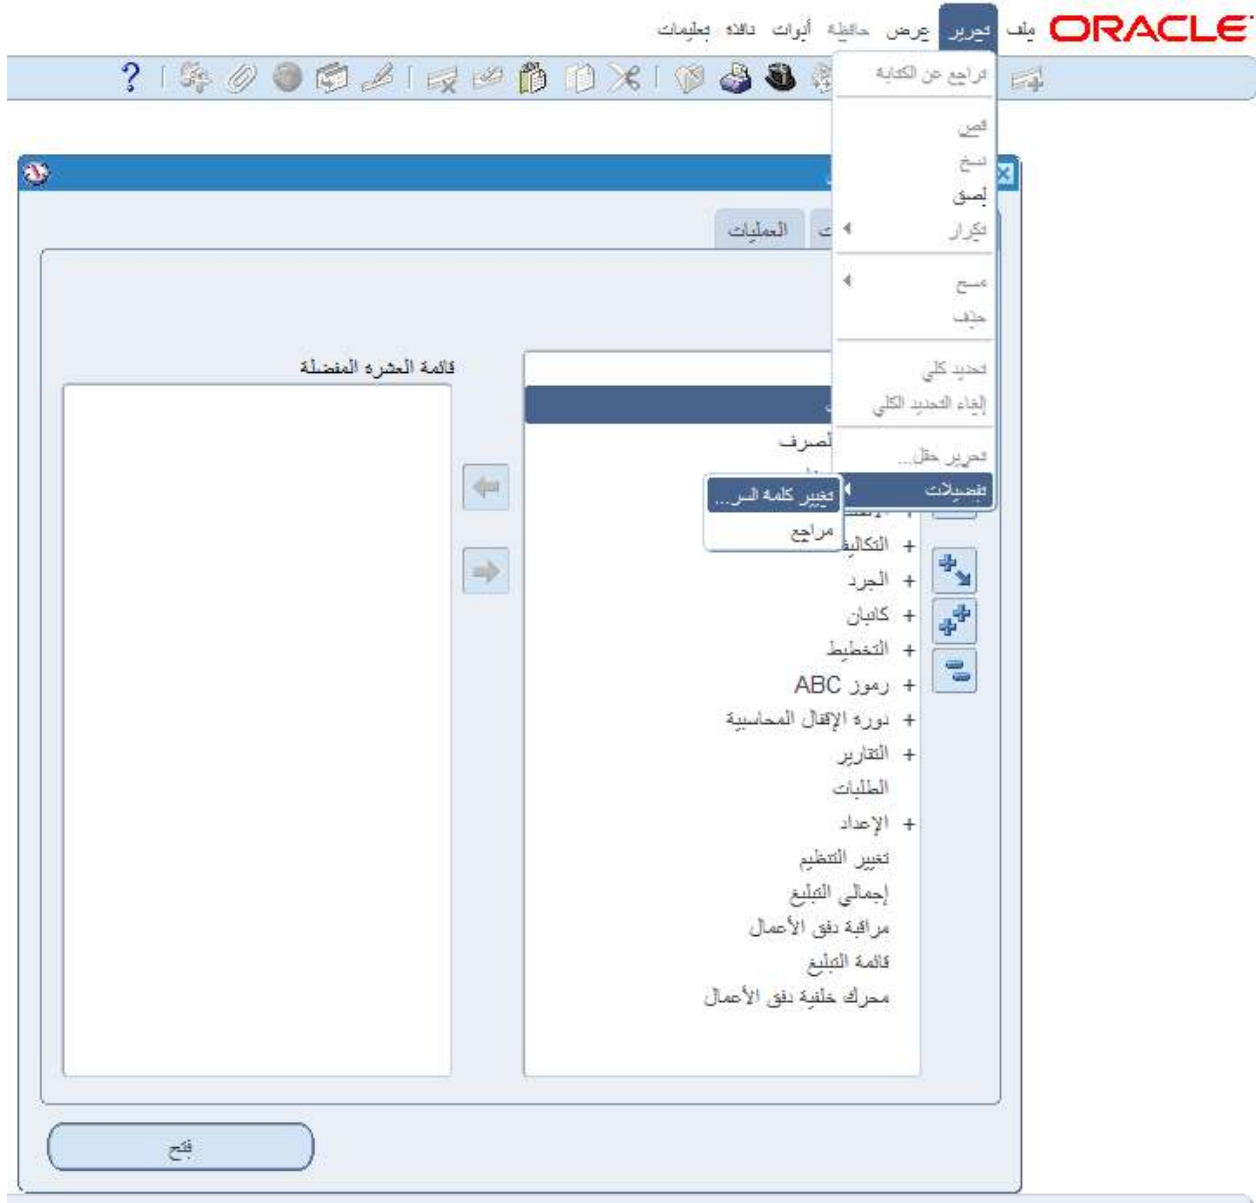 ORACLE
ملف تحرير عرض حافظة أدوات نافذة تعليمات
تراجع عن الكتابة
?
قص
نسخ
لصق
تكرار
مسح
حذف
تحديد كلي
إلغاء التحديد الكلي
تحرير حقل...
تفضيلات
تغيير كلمة السر...
مراجع
العمليات
قائمة العشره المفضلة
الصرف
+ التكاليف
+ الجرد
+ كانبان
+ التخطيط
+ رموز ABC
+ دورة الإقفال المحاسبية
+ التقارير
الطلبات
+ الإعداد
تغيير التنظيم
إجمالي التبليغ
مراقبة دفق الأعمال
قائمة التبليغ
محرك خلفية دفق الأعمال
فتح